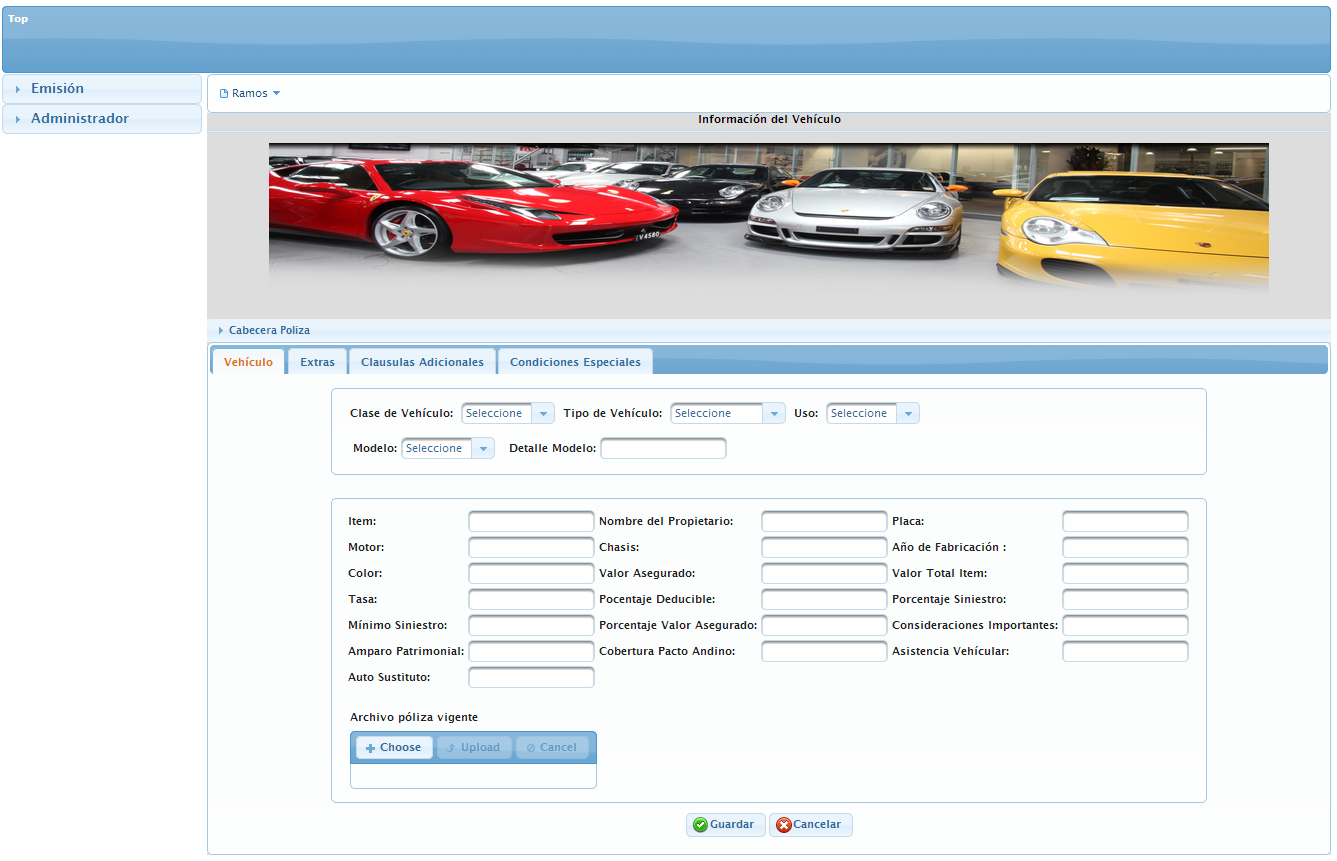 Top
Emisión
Administrador
Ramos
Información del Vehículo
V4580
Cabecera Poliza
Vehículo Extras Clausulas Adicionales Condiciones Especiales
Clase de Vehículo: Seleccione Tipo de Vehículo: Seleccione Uso: Seleccione
Modelo: Seleccione Detalle Modelo:
Item: Nombre del Propietario: Placa:
Motor: Chasis: Año de Fabricación :
Color: Valor Asegurado: Valor Total Item:
Tasa: Pocentaje Deducible: Porcentaje Siniestro:
Mínimo Siniestro: Porcentaje Valor Asegurado: Consideraciones Importantes:
Amparo Patrimonial: Cobertura Pacto Andino: Asistencia Vehícular:
Auto Sustituto:
Archivo póliza vigente
Choose Upload Cancel
Guardar Cancelar